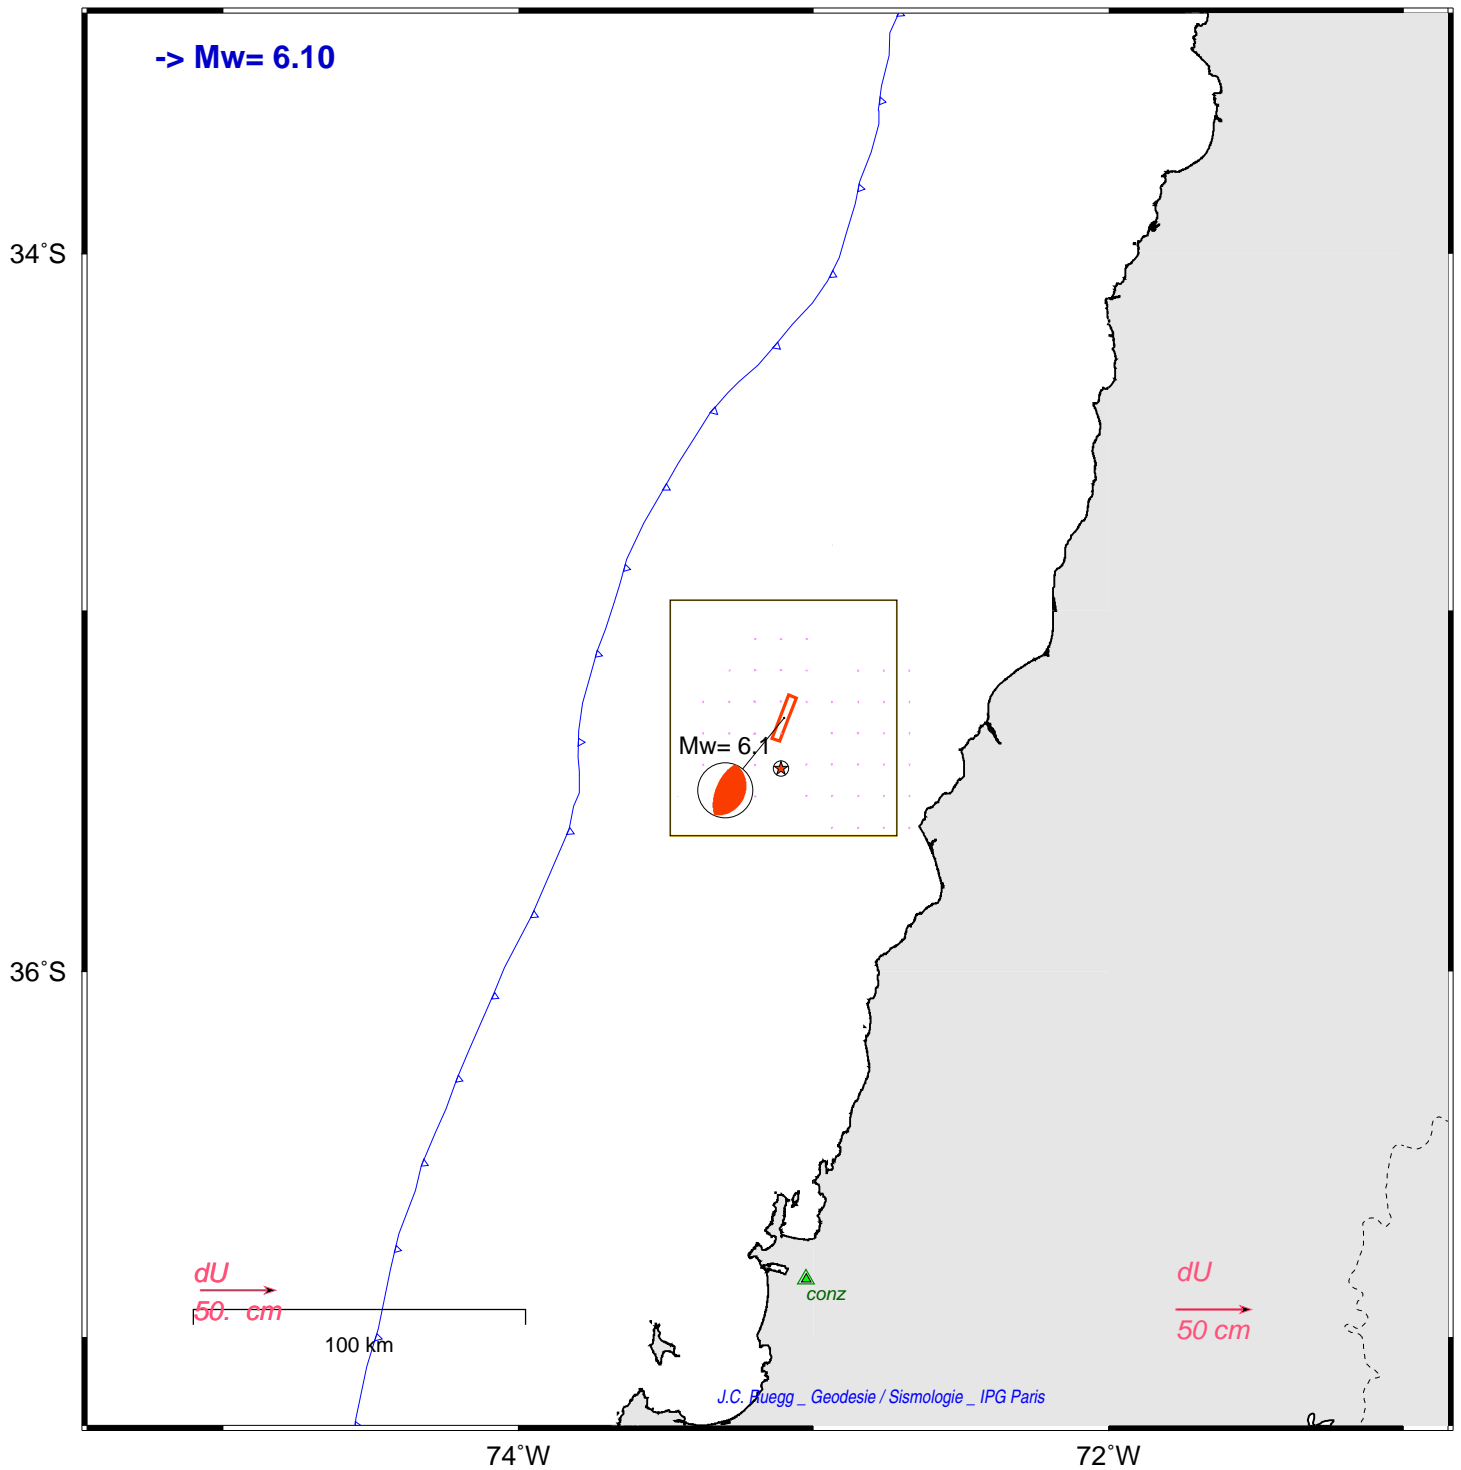 -> Mw= 6.10
34°S
Mw= 6.1
36°S
dU
50. cm
100 km
conz
dU
50 cm
J.C. Ruegg _ Geodesie / Sismologie _ IPG Paris
74°W
72°W